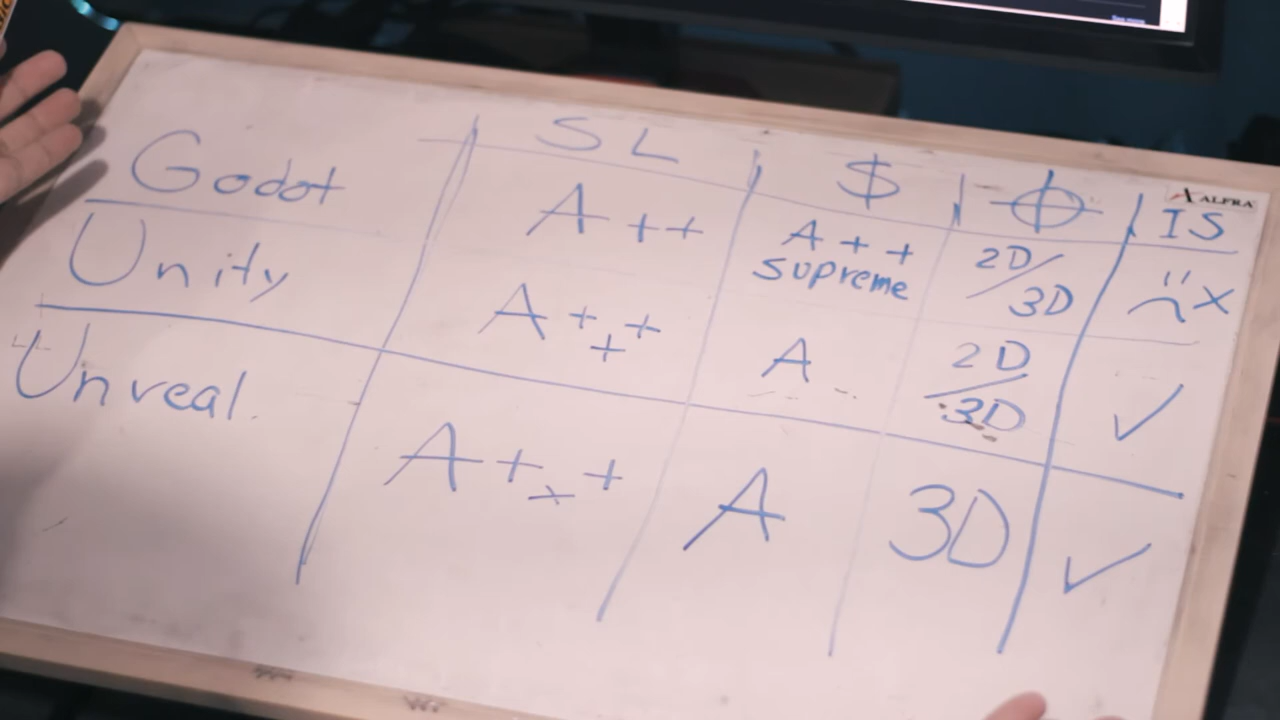 SL $ IS
ALFRA
Godot A++ A++ supreme 2D/3D X
Unity A+++ A 2D/3D ✓
Unreal. A+++ A 3D ✓